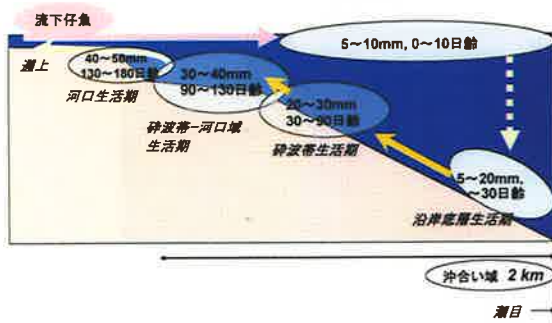 流下仔魚
5～10mm, 0～10日齢
遡上
40～50mm
130～180日齢
河口生活期
30～40mm
90～130日齢
砕波帯－河口域
生活期
20～30mm
30～90日齢
砕波帯生活期
5～20mm,
～30日齢
沿岸底層生活期
沖合い域 2 km